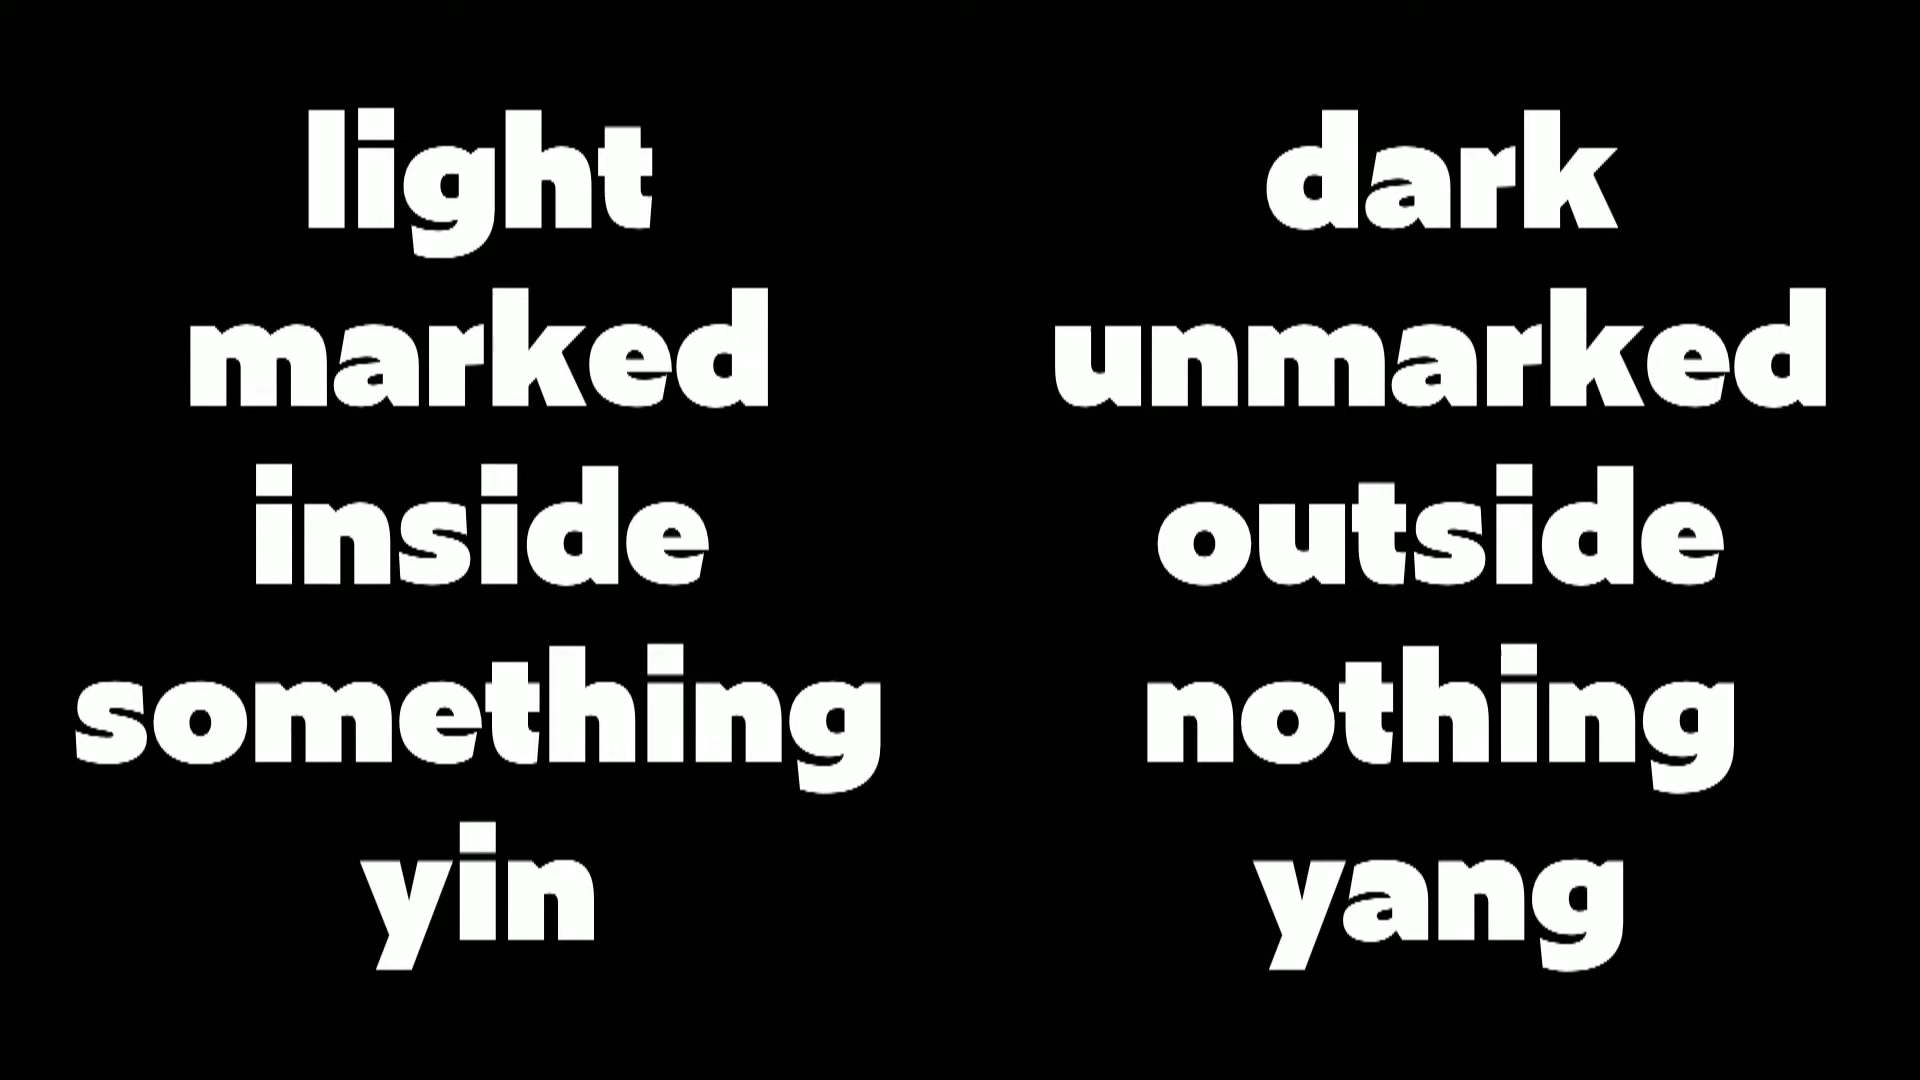 light dark
marked unmarked
inside outside
something nothing
yin yang